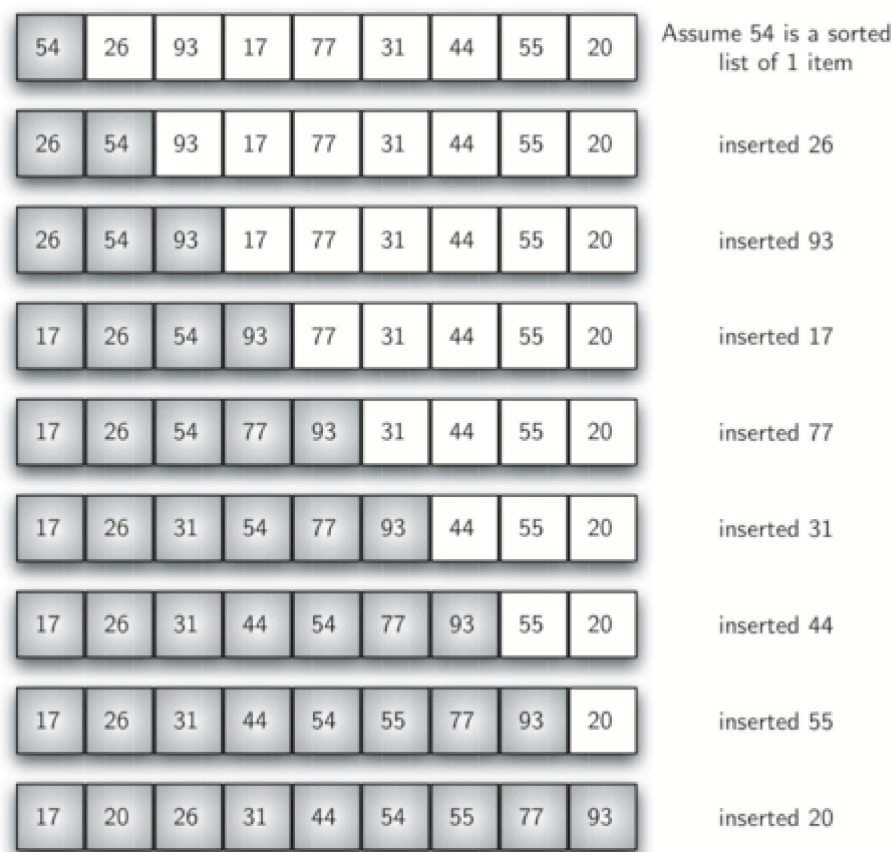 54 26 93 17 77 31 44 55 20 Assume 54 is a sorted
list of 1 item
26 54 93 17 77 31 44 55 20 inserted 26
26 54 93 17 77 31 44 55 20 inserted 93
17 26 54 93 77 31 44 55 20 inserted 17
17 26 54 77 93 31 44 55 20 inserted 77
17 26 31 54 77 93 44 55 20 inserted 31
17 26 31 44 54 77 93 55 20 inserted 44
17 26 31 44 54 55 77 93 20 inserted 55
17 20 26 31 44 54 55 77 93 inserted 20